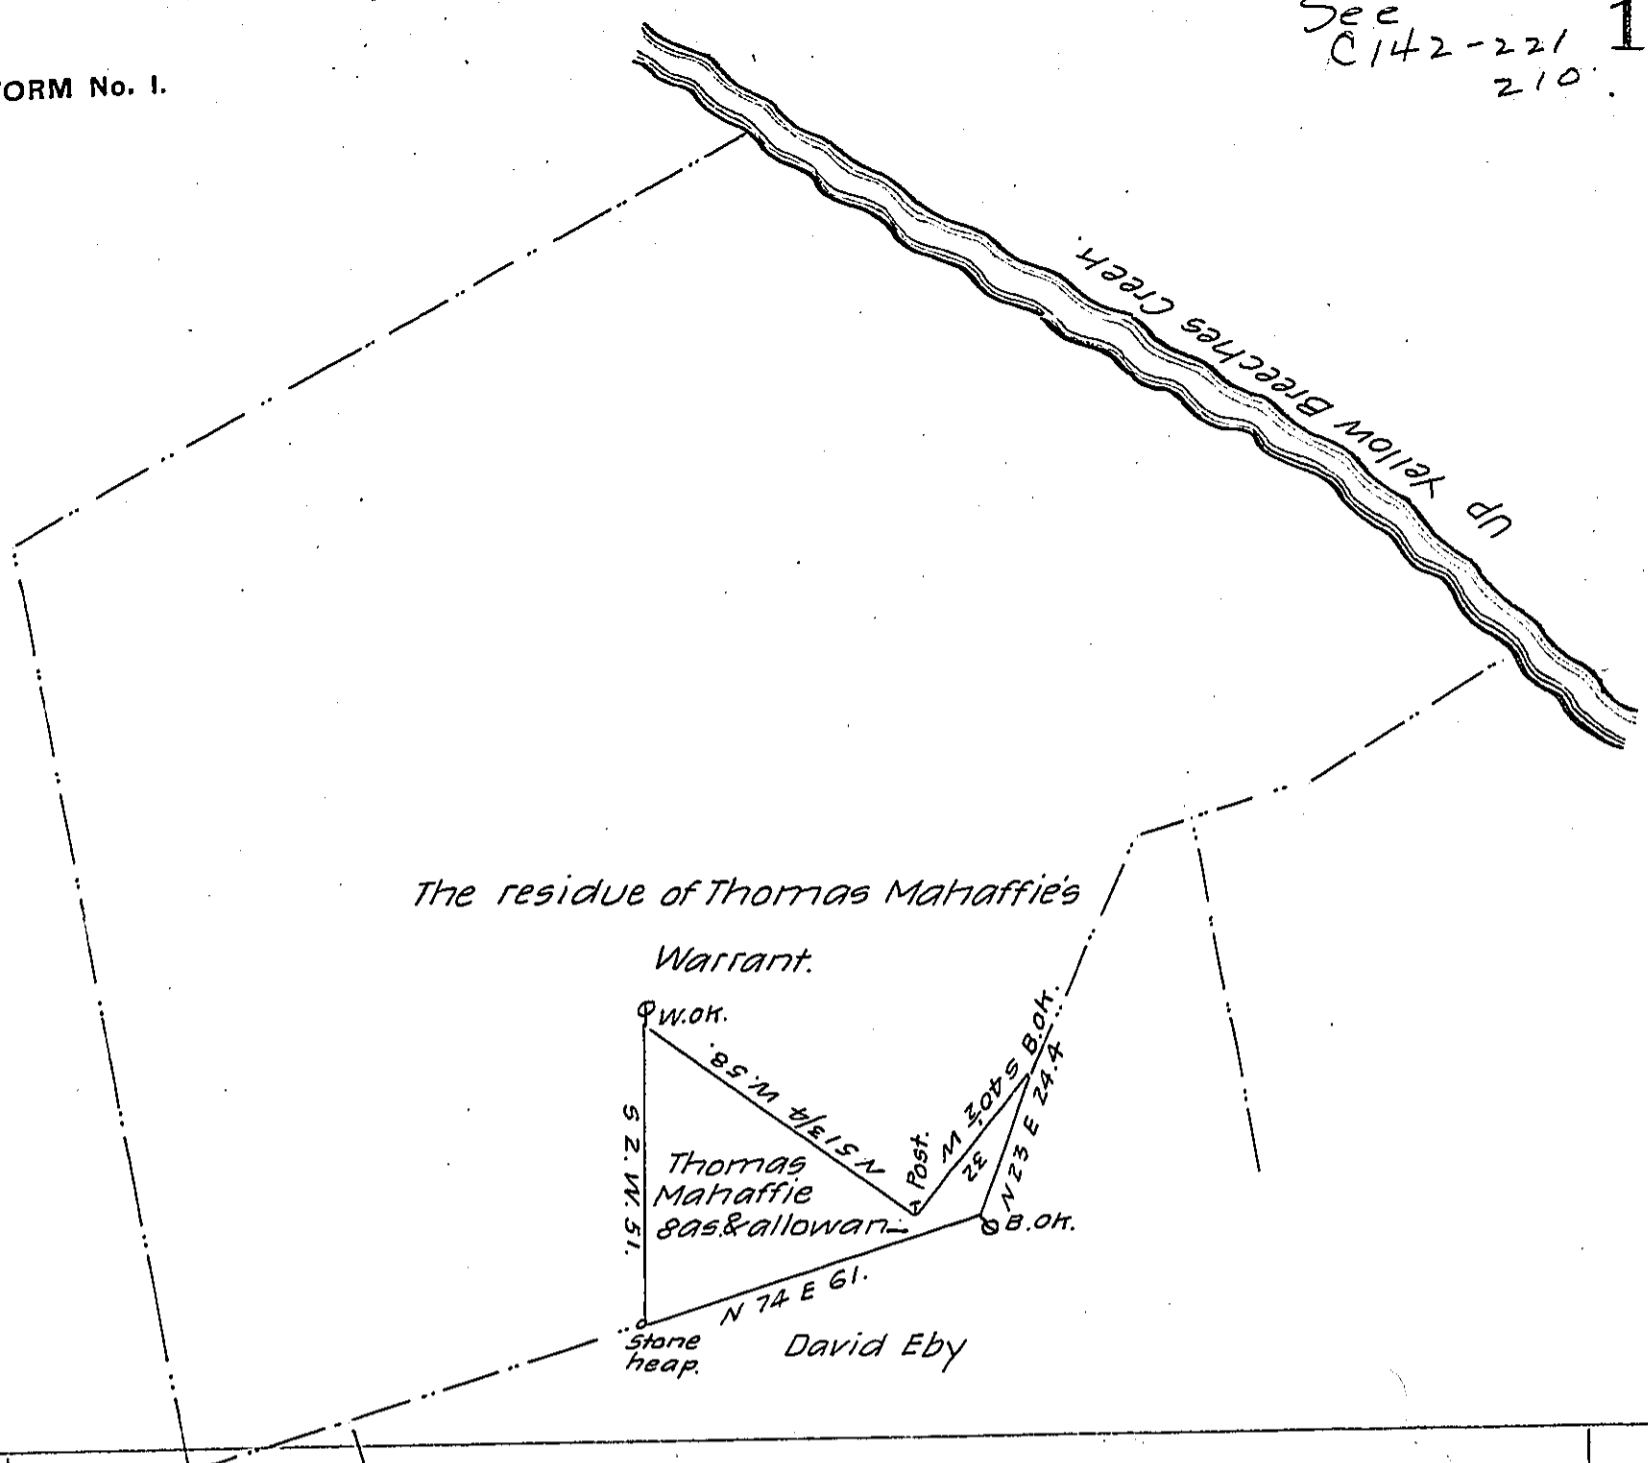 See
C142-221
210.
1
FORM No. 1.
Up Yellow Breeches Creek.
The residue of Thomas Mahaffie's
Warrant.
W.OK.
N. 51 3/4 W. 58.
S 2. W. 51.
Thomas
Mahaffie
8as.&allowan.
Post.
S 40½ W
32
B.OK.
N 23 E 24.4
B.OK.
N 74 E 61.
Stone
heap.
David Eby